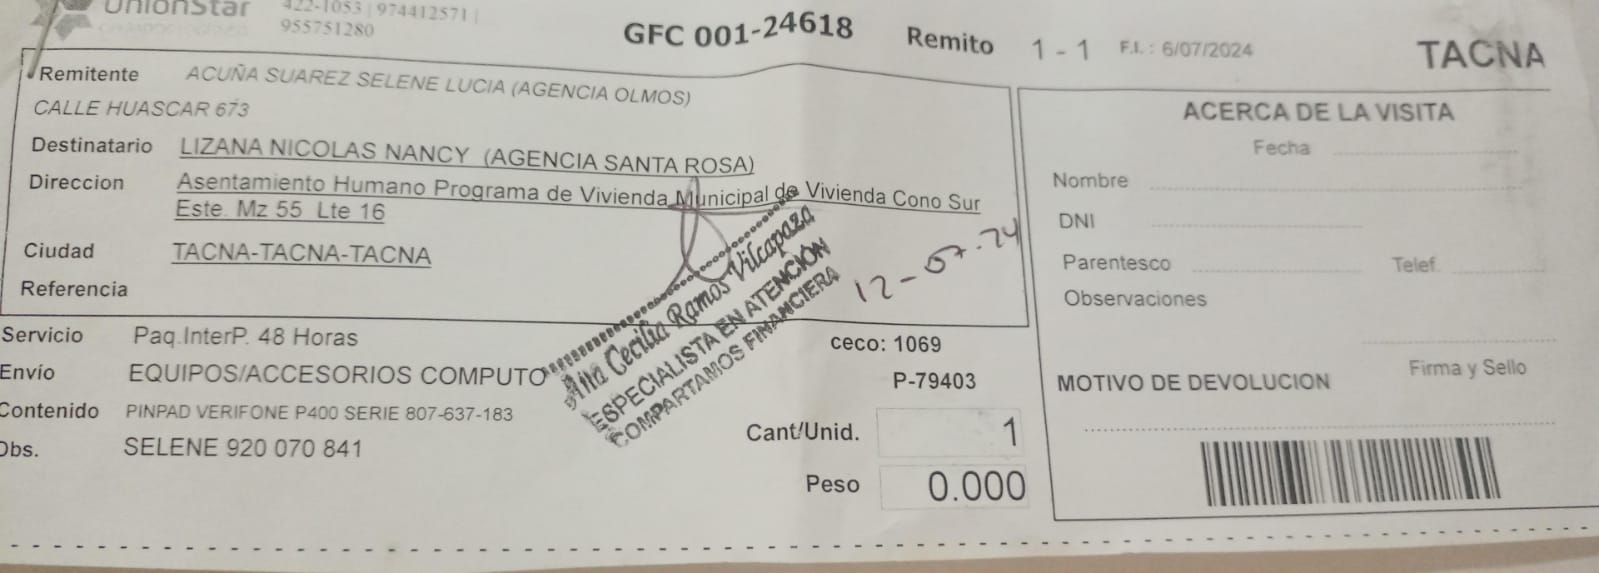 UnionStar
422-1053 | 974412571 |
955751280
GFC 001-24618 Remito 1 - 1 F.I. : 6/07/2024 TACNA
Remitente ACUÑA SUAREZ SELENE LUCIA (AGENCIA OLMOS)
CALLE HUASCAR 673
Destinatario LIZANA NICOLAS NANCY (AGENCIA SANTA ROSA)
Direccion Asentamiento Humano Programa de Vivienda Municipal de Vivienda Cono Sur
Este. Mz 55 Lte 16
Ciudad TACNA-TACNA-TACNA
Referencia
Servicio Paq.InterP. 48 Horas
Envío EQUIPOS/ACCESORIOS COMPUTO
Contenido PINPAD VERIFONE P400 SERIE 807-637-183
Obs. SELENE 920 070 841
Cecilia Ramos Vilcapaza
ESPECIALISTA EN ATENCIÓN
COMPARTAMOS FINANCIERA
12-07-24
ceco: 1069
P-79403
Cant/Unid. 1
Peso 0.000
ACERCA DE LA VISITA
Fecha
Nombre
DNI
Parentesco Telef.
Observaciones
Firma y Sello
MOTIVO DE DEVOLUCION